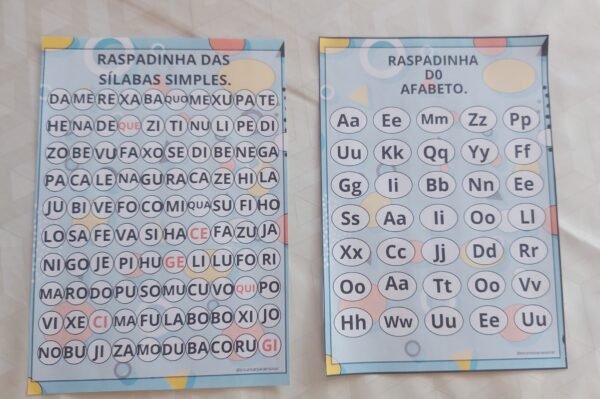 RASPADINHA DAS
SÍLABAS SIMPLES.
DA ME RE XA BA QUO ME XU PA TE
HE NA DE QUE ZI TI NU LI PE DI
ZO BE VU FA XO SE DI BE NE GA
PA CA LE NA GU RA CA ZE HI LA
JU BI VE FO CO MI QUA SU FI HO
LO SA FE VA SI HA CE FA ZU JA
NI GO JE PI HU GE LI LU FO RI
MA RO DO PU SO MU CU VO QUI PO
VI XE CI MA FU LA BO BO XI JO
NO BU JI ZA MO DU BA CO RU GI
RASPADINHA
DO
AFABETO.
Aa Ee Mm Zz Pp
Uu Kk Qq Yy Ff
Gg Ii Bb Nn Ee
Ss Aa Ii Oo Ll
Xx Cc Jj Dd Rr
Oo Aa Tt Oo Vv
Hh Ww Uu Ee Uu